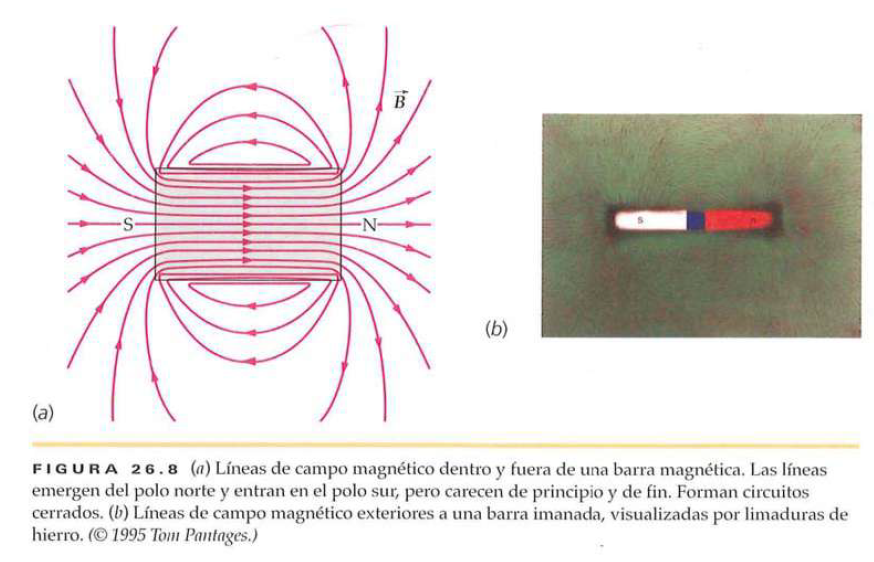 B
S
N
(b)
S
(a)
FIGURA 26.8 (a) Líneas de campo magnético dentro y fuera de una barra magnética. Las líneas
emergen del polo norte y entran en el polo sur, pero carecen de principio y de fin. Forman circuitos
cerrados. (b) Líneas de campo magnético exteriores a una barra imanada, visualizadas por limaduras de
hierro. (© 1995 Tom Pantages.)